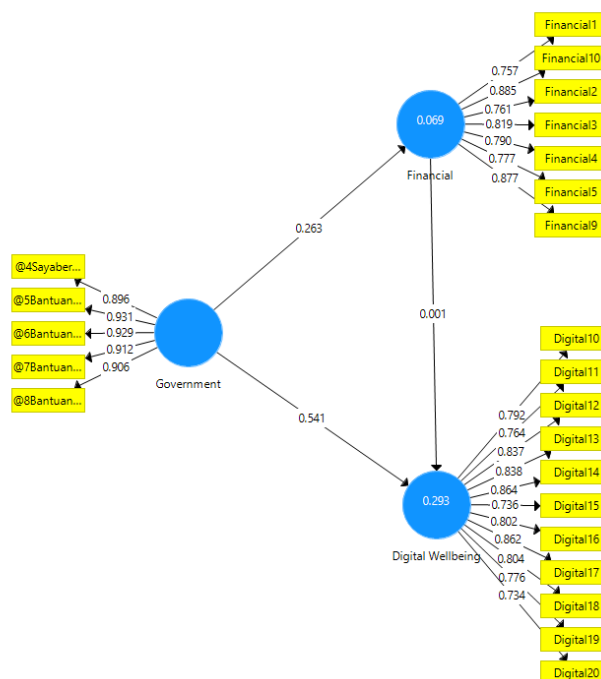 Financial1
Financial10
Financial2
Financial3
Financial4
Financial5
Financial9
0.757
0.885
0.761
0.819
0.790
0.777
0.877
0.069
Financial
0.263
@4Sayaber...
@5Bantuan...
@6Bantuan...
@7Bantuan...
@8Bantuan...
0.896
0.931
0.929
0.912
0.906
Government
0.001
0.541
Digital10
Digital11
Digital12
Digital13
Digital14
Digital15
Digital16
Digital17
Digital18
Digital19
Digital20
0.792
0.764
0.837
0.838
0.864
0.736
0.802
0.862
0.804
0.776
0.734
0.293
Digital Wellbeing